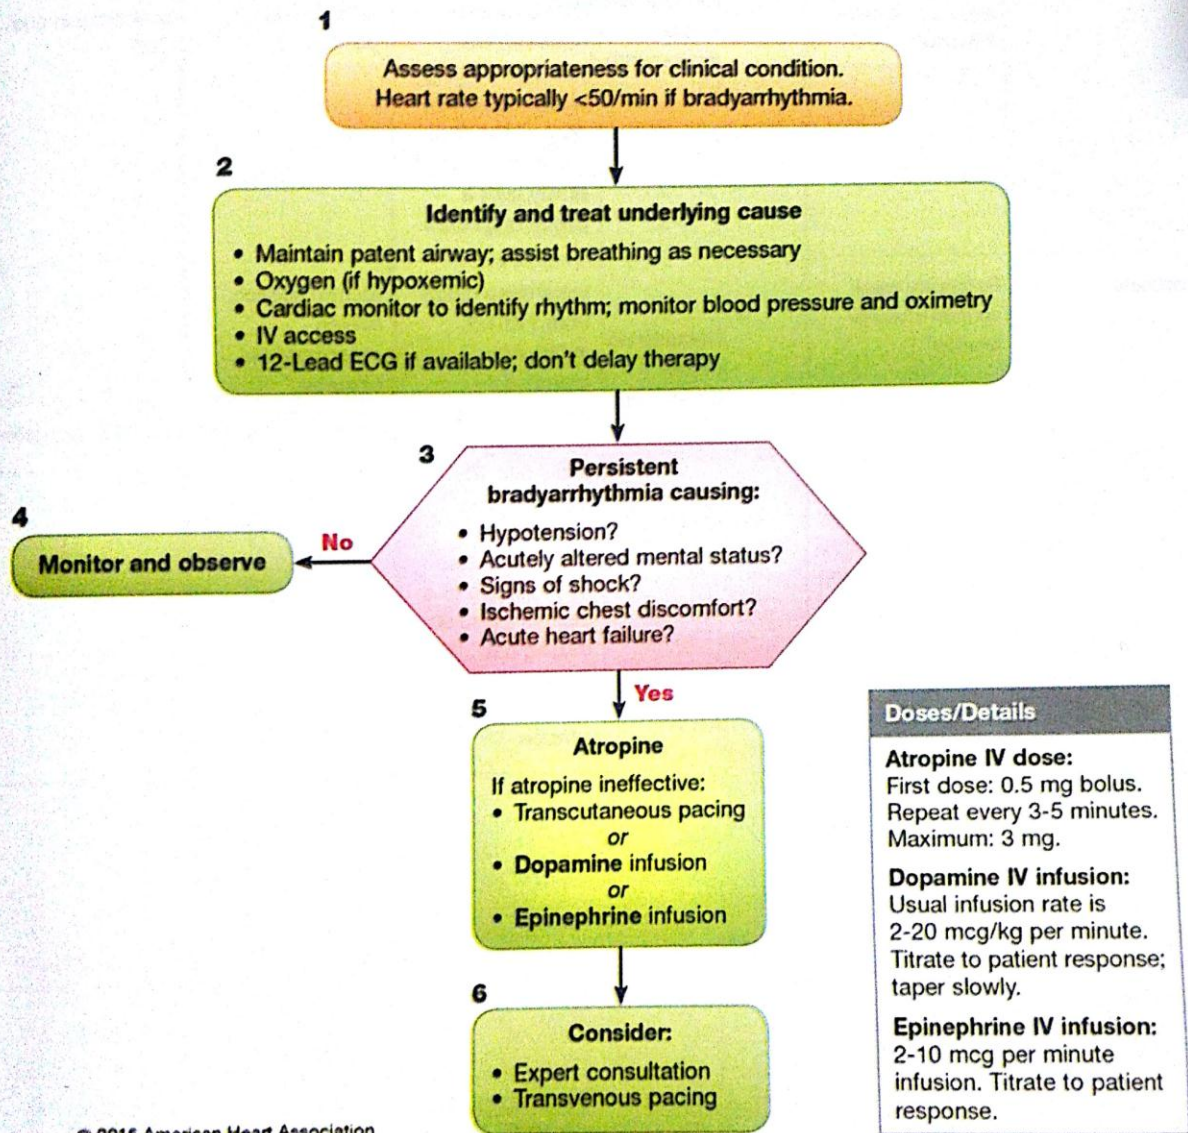 1
Assess appropriateness for clinical condition.
Heart rate typically <50/min if bradyarrhythmia.
2
Identify and treat underlying cause
• Maintain patent airway; assist breathing as necessary
• Oxygen (if hypoxemic)
• Cardiac monitor to identify rhythm; monitor blood pressure and oximetry
• IV access
• 12-Lead ECG if available; don't delay therapy
3
Persistent
bradyarrhythmia causing:
• Hypotension?
• Acutely altered mental status?
• Signs of shock?
• Ischemic chest discomfort?
• Acute heart failure?
No
4
Monitor and observe
Yes
5
Atropine
If atropine ineffective:
• Transcutaneous pacing
or
• Dopamine infusion
or
• Epinephrine infusion
6
Consider:
• Expert consultation
• Transvenous pacing
Doses/Details
Atropine IV dose:
First dose: 0.5 mg bolus.
Repeat every 3-5 minutes.
Maximum: 3 mg.
Dopamine IV infusion:
Usual infusion rate is
2-20 mcg/kg per minute.
Titrate to patient response;
taper slowly.
Epinephrine IV infusion:
2-10 mcg per minute
infusion. Titrate to patient
response.
American Heart Association